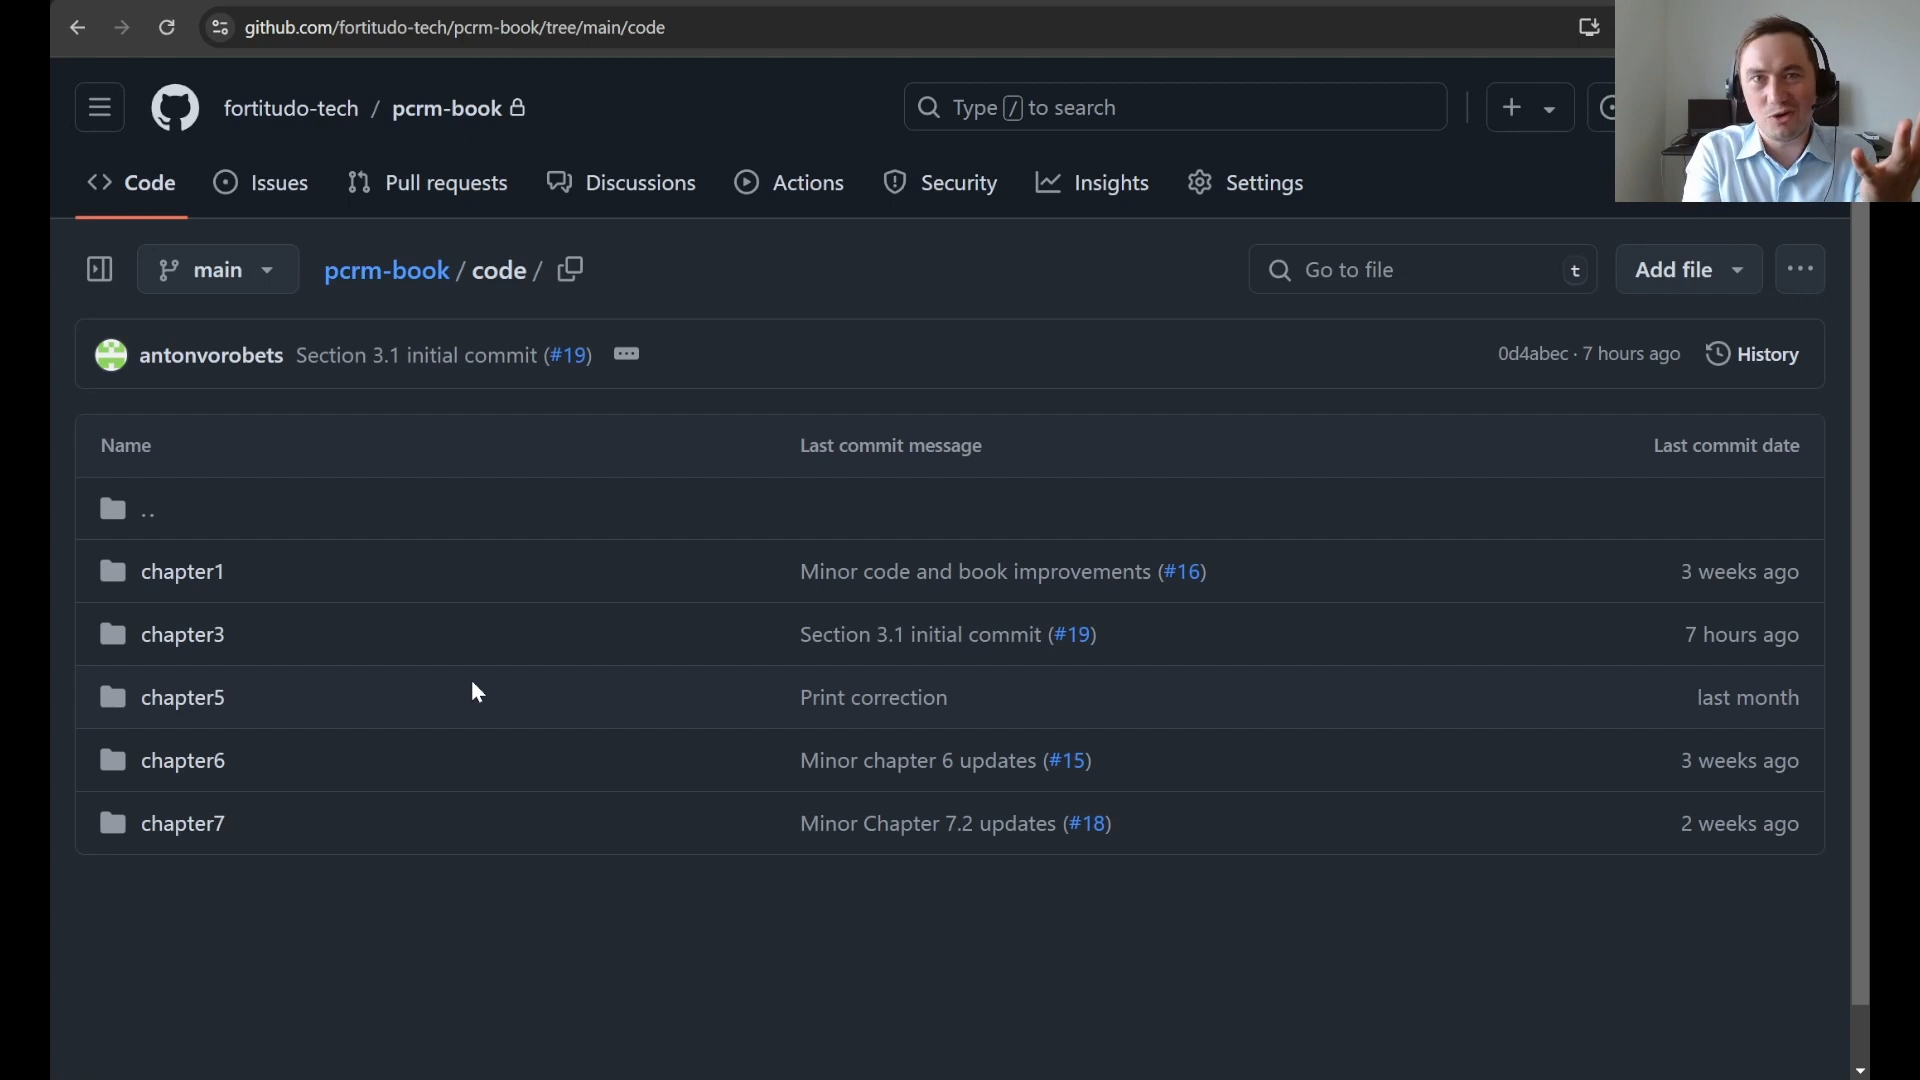 github.com/fortitudo-tech/pcrm-book/tree/main/code
fortitudo-tech / pcrm-book
Type / to search
Code
Issues
Pull requests
Discussions
Actions
Security
Insights
Settings
main
pcrm-book / code /
Go to file
t
Add file
antonvorobets Section 3.1 initial commit (#19)
0d4abec · 7 hours ago
History
Name Last commit message Last commit date
..
chapter1 Minor code and book improvements (#16) 3 weeks ago
chapter3 Section 3.1 initial commit (#19) 7 hours ago
chapter5 Print correction last month
chapter6 Minor chapter 6 updates (#15) 3 weeks ago
chapter7 Minor Chapter 7.2 updates (#18) 2 weeks ago